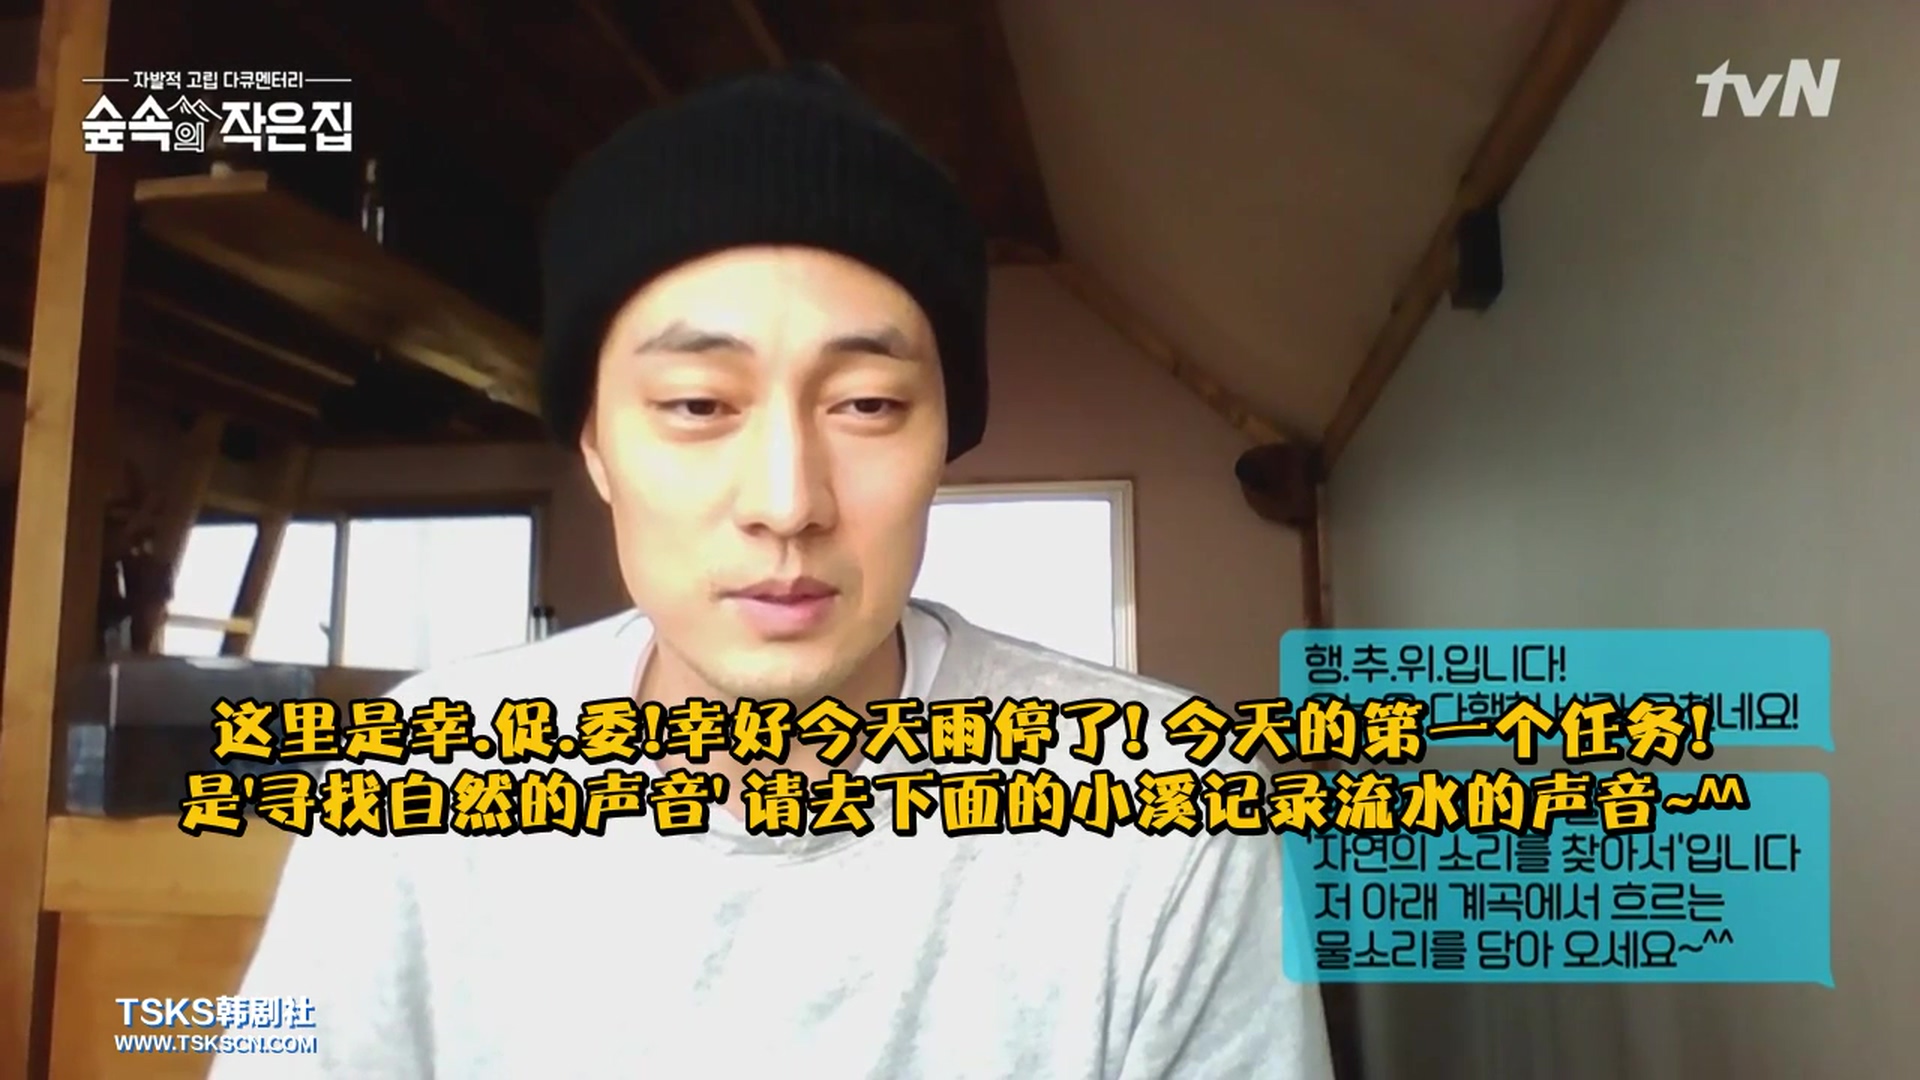 자발적 고립 다큐멘터리
숲속의 작은집
tvN
행.추.위.입니다!
네요!
这里是幸.促.委!幸好今天雨停了! 今天的第一个任务!
是'寻找自然的声音' 请去下面的小溪记录流水的声音~^^
'자연의 소리를 찾아서'입니다
저 아래 계곡에서 흐르는
물소리를 담아 오세요~^^
TSKS韩剧社
WWW.TSKSCN.COM